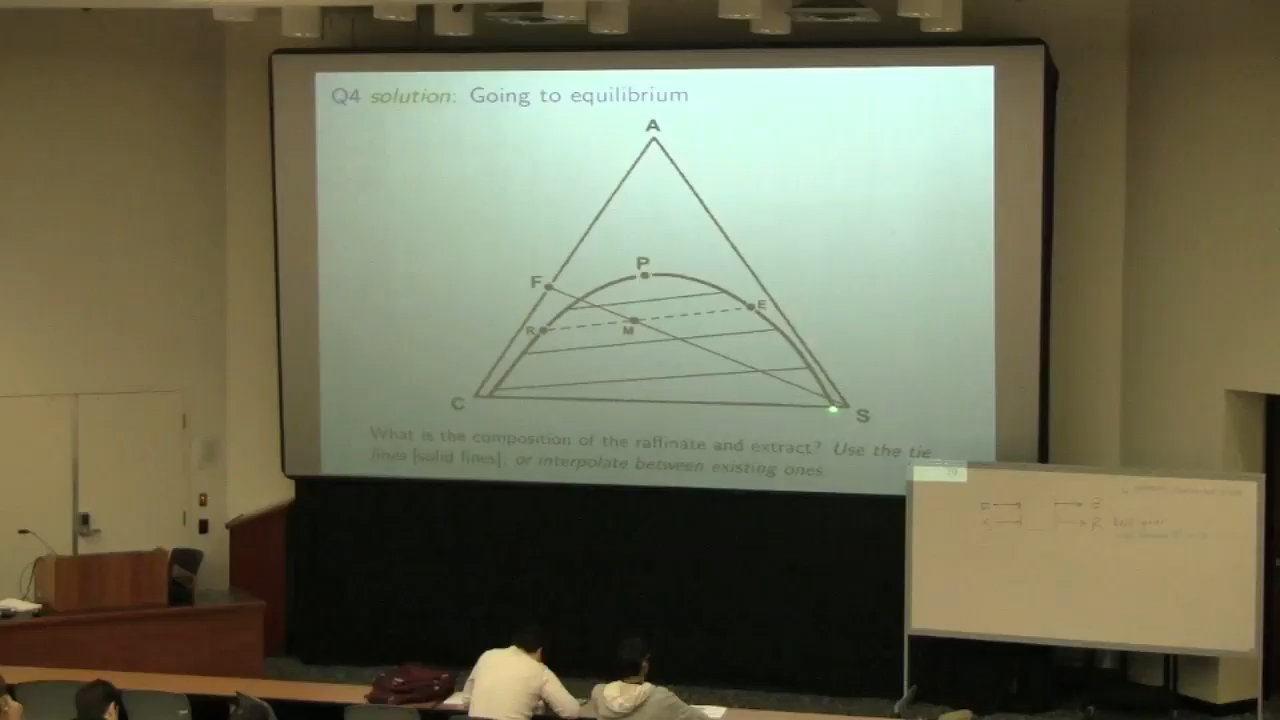 Q4 solution: Going to equilibrium
A
P
F
E
R
M
C
S
What is the composition of the raffinate and extract? Use the tie
lines [solid lines], or interpolate between existing ones